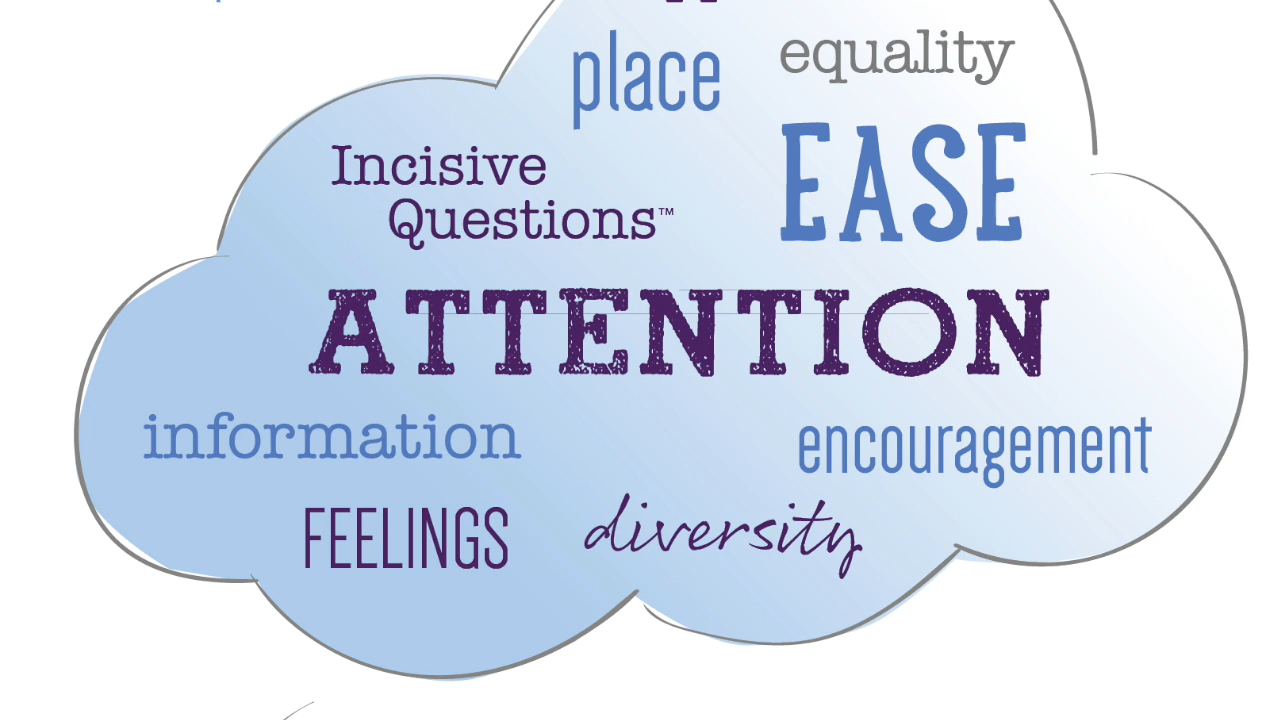 place
equality
Incisive
Questions™
EASE
ATTENTION
information
encouragement
FEELINGS
diversity